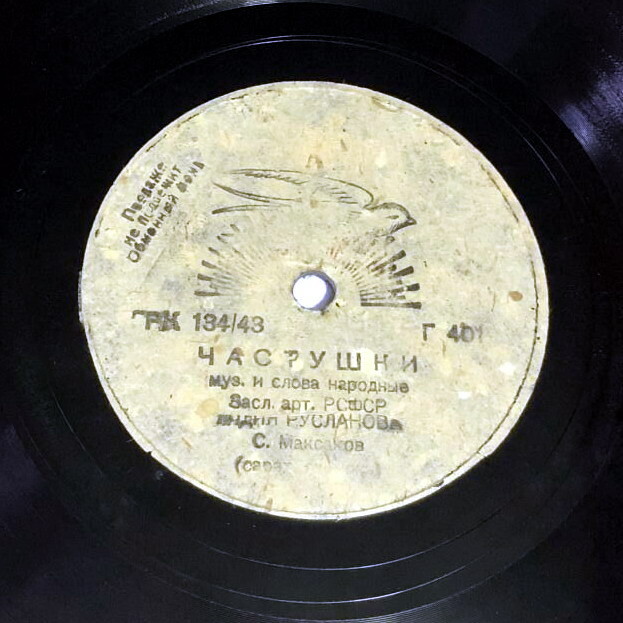 Продаже
не подлежит
Обменный фонд
ГРК 134/43
Г 401
ЧАСТУШКИ
муз. и слова народные
Засл. арт. РСФСР
ЛИДИЯ РУСЛАНОВА
С. Максаков
(сарат